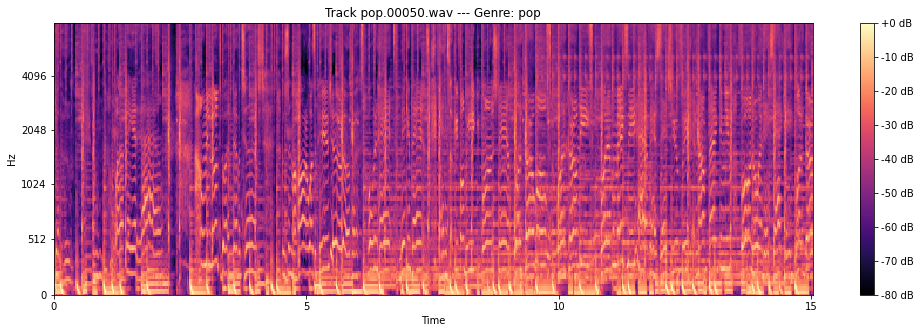 Track pop.00050.wav --- Genre: pop
+0 dB
-10 dB
-20 dB
-30 dB
-40 dB
-50 dB
-60 dB
-70 dB
-80 dB
4096
2048
1024
512
0
Hz
0 5 10 15
Time